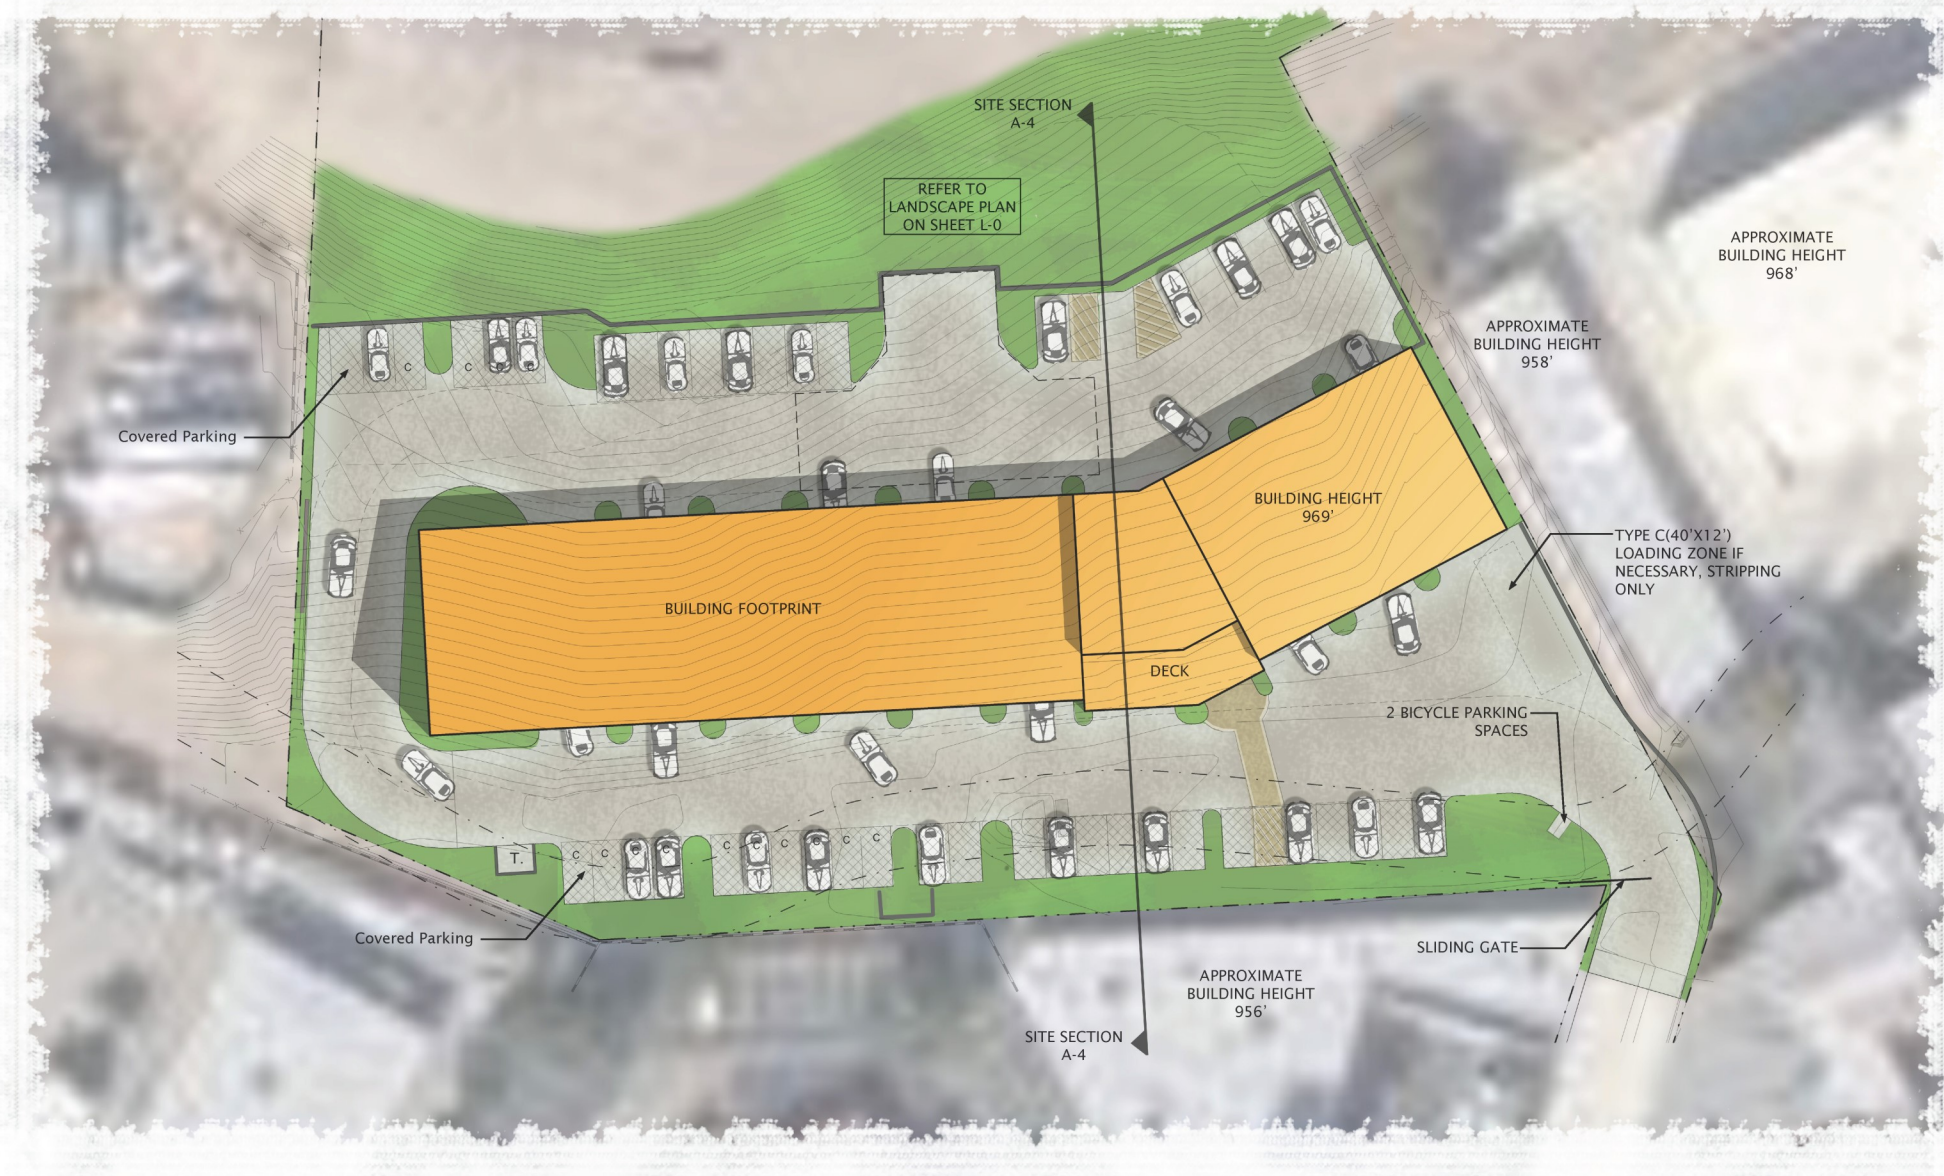 SITE SECTION
A-4
REFER TO
LANDSCAPE PLAN
ON SHEET L-0
APPROXIMATE
BUILDING HEIGHT
968'
APPROXIMATE
BUILDING HEIGHT
958'
C
C
C
C
Covered Parking
BUILDING HEIGHT
969'
TYPE C(40'X12')
LOADING ZONE IF
NECESSARY, STRIPPING
ONLY
BUILDING FOOTPRINT
DECK
2 BICYCLE PARKING
SPACES
T.
C
C
C
C
C
C
C
C
C
C
Covered Parking
SLIDING GATE
APPROXIMATE
BUILDING HEIGHT
956'
SITE SECTION
A-4